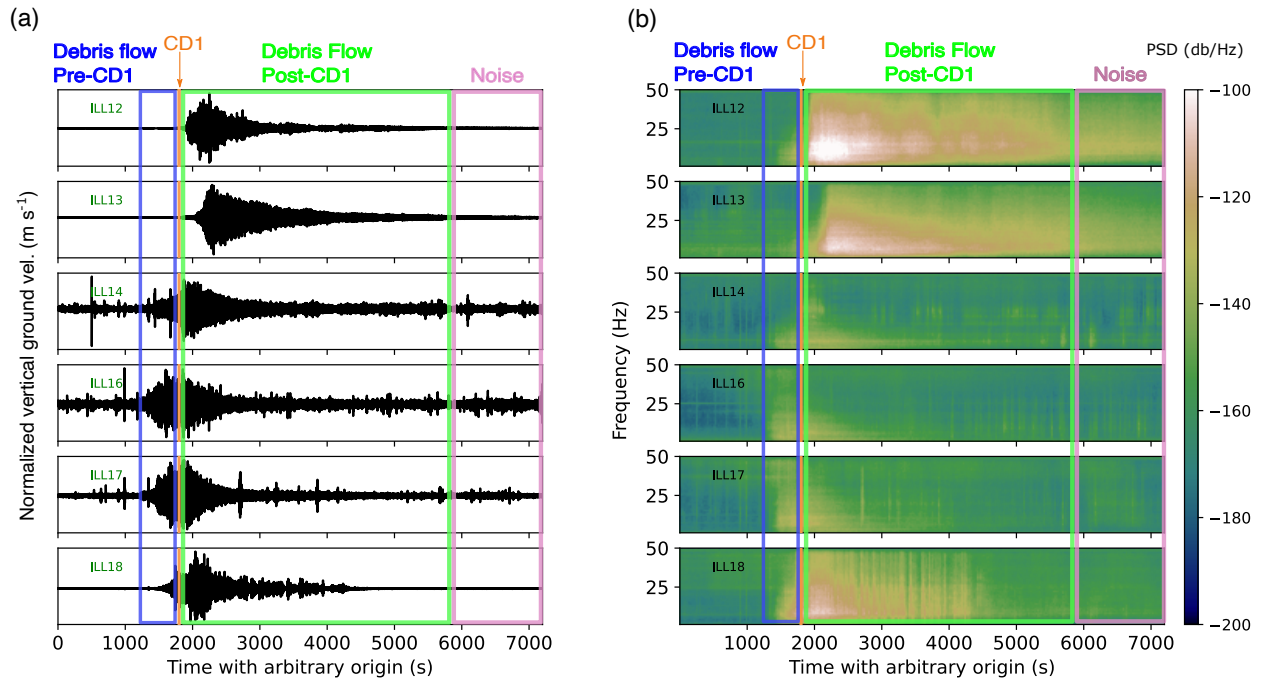 (a)
Debris flow
Pre-CD1
CD1
Debris Flow
Post-CD1
Noise
ILL12
ILL13
ILL14
ILL16
ILL17
ILL18
Normalized vertical ground vel. (m s⁻¹)
0 1000 2000 3000 4000 5000 6000 7000
Time with arbitrary origin (s)
(b)
Debris flow
Pre-CD1
CD1
Debris Flow
Post-CD1
Noise
PSD (db/Hz)
50
25
ILL12
50
25
ILL13
50
25
ILL14
50
25
ILL16
50
25
ILL17
50
25
ILL18
Frequency (Hz)
1000 2000 3000 4000 5000 6000 7000
Time with arbitrary origin (s)
−100
−120
−140
−160
−180
−200